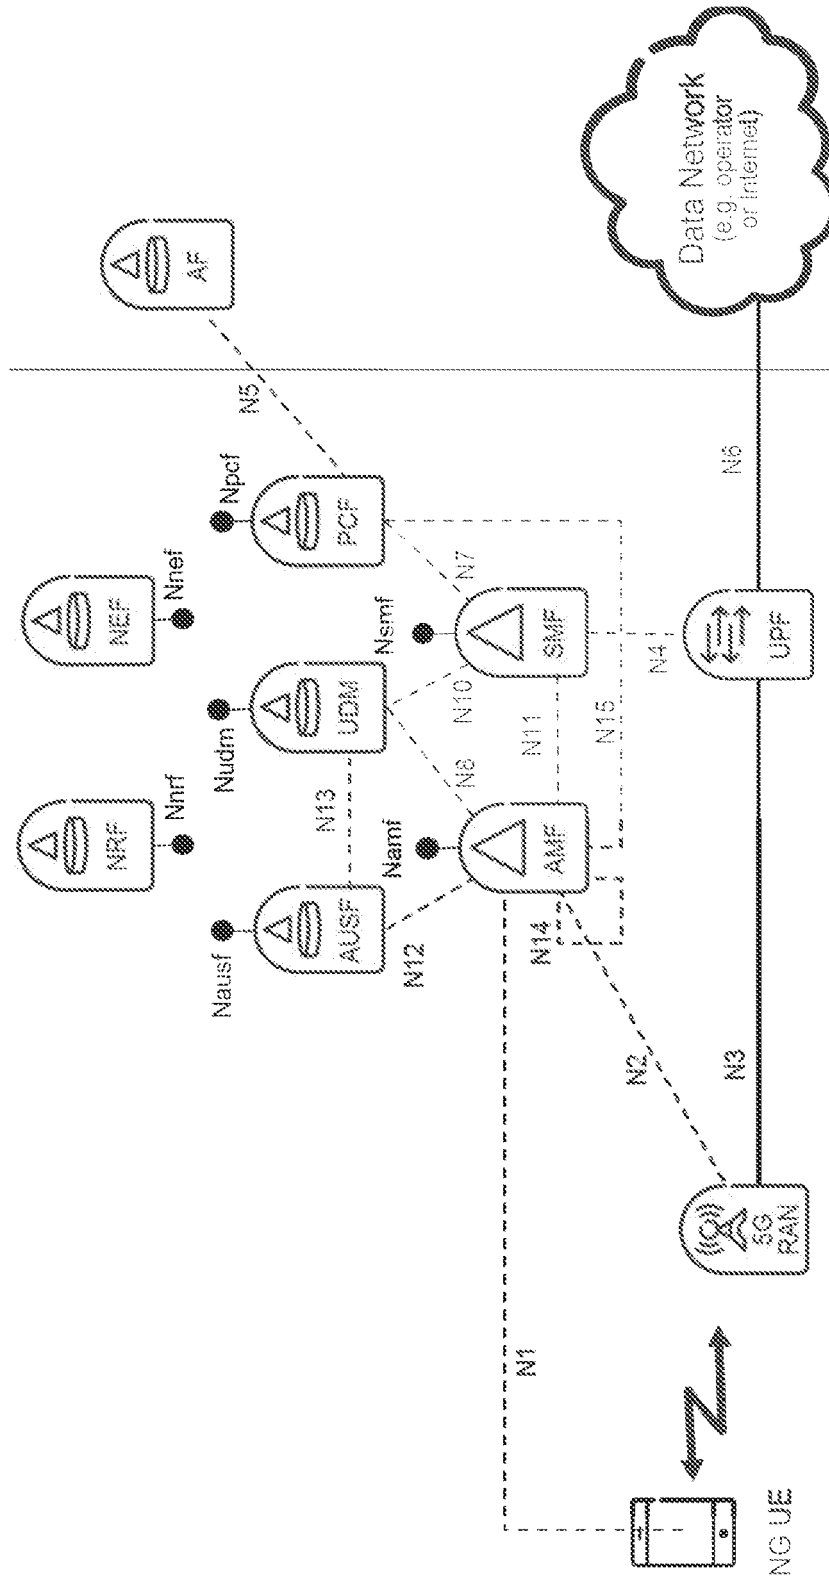 NRF
NEF
Nnrf
Nnef
AF
Nausf
Nudm
Npcf
N5
N13
AUSF
UDM
PCF
Namf
Nsmf
N12
N8
N10
N7
N1
N14
N11
AMF
SMF
N15
N2
N4
Data Network
(e.g. operator
or Internet)
N3
N6
5G
RAN
UPF
NG UE